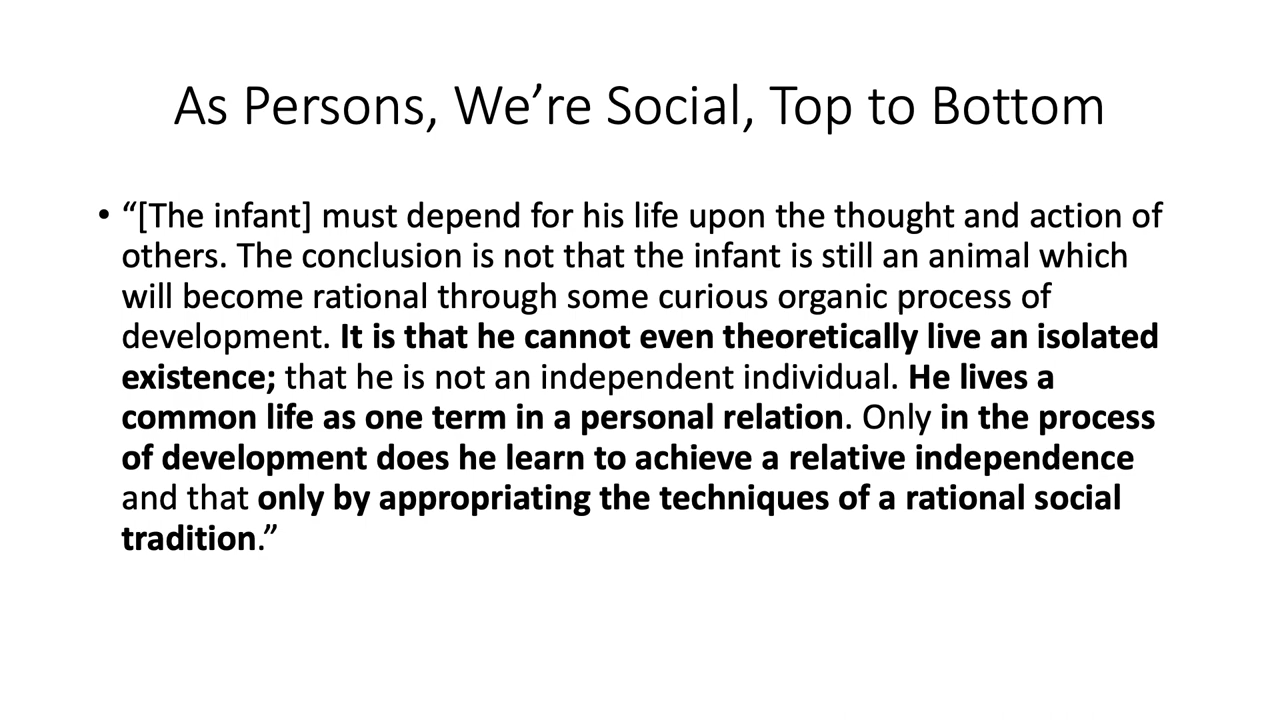 As Persons, We’re Social, Top to Bottom
• “[The infant] must depend for his life upon the thought and action of
others. The conclusion is not that the infant is still an animal which
will become rational through some curious organic process of
development. It is that he cannot even theoretically live an isolated
existence; that he is not an independent individual. He lives a
common life as one term in a personal relation. Only in the process
of development does he learn to achieve a relative independence
and that only by appropriating the techniques of a rational social
tradition.”